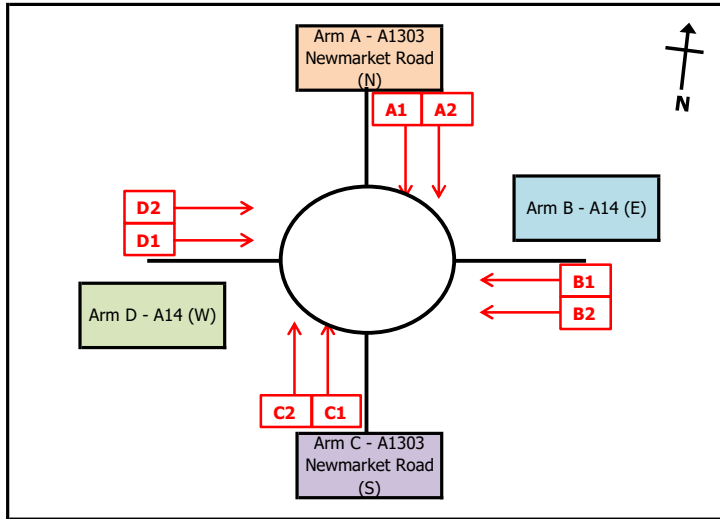 Arm A - A1303
Newmarket Road
(N)
N
A1 A2
D2
D1
Arm B - A14 (E)
B1
B2
Arm D - A14 (W)
C2 C1
Arm C - A1303
Newmarket Road
(S)